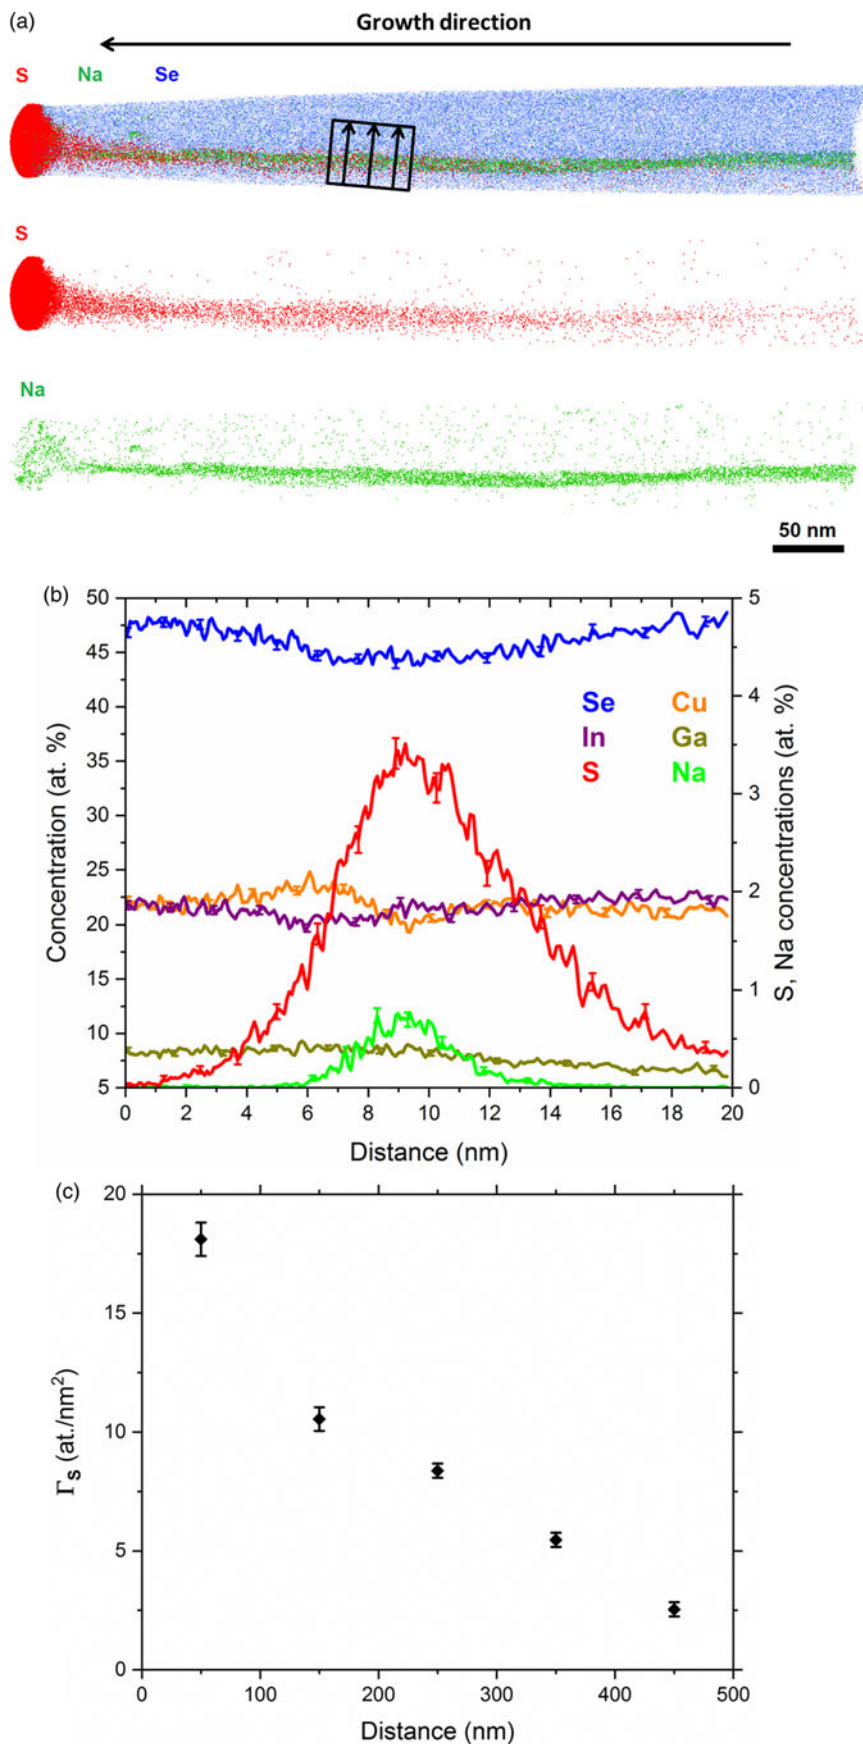 (a)
Growth direction
S Na Se
S
Na
50 nm
(b)
50 5
45
40 4
35
30 3
25
20 2
15
10 1
5 0
Se Cu
In Ga
S Na
Concentration (at. %)
S, Na concentrations (at. %)
0 2 4 6 8 10 12 14 16 18 20
Distance (nm)
(c)
20
15
10
5
0
Γs (at./nm²)
0 100 200 300 400 500
Distance (nm)